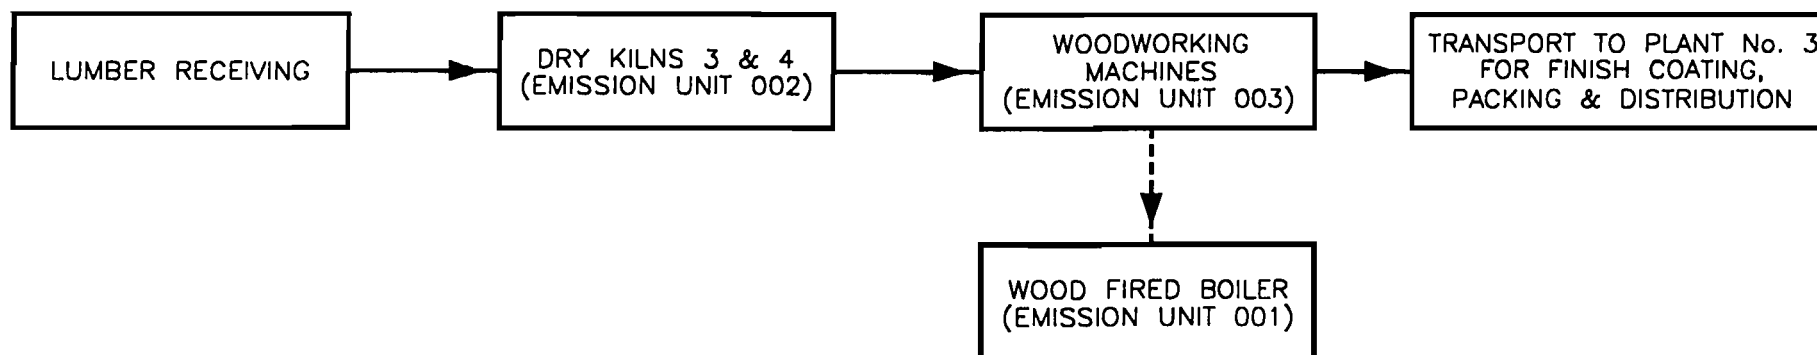 LUMBER RECEIVING
DRY KILNS 3 & 4
(EMISSION UNIT 002)
WOODWORKING
MACHINES
(EMISSION UNIT 003)
TRANSPORT TO PLANT No. 3
FOR FINISH COATING,
PACKING & DISTRIBUTION
WOOD FIRED BOILER
(EMISSION UNIT 001)